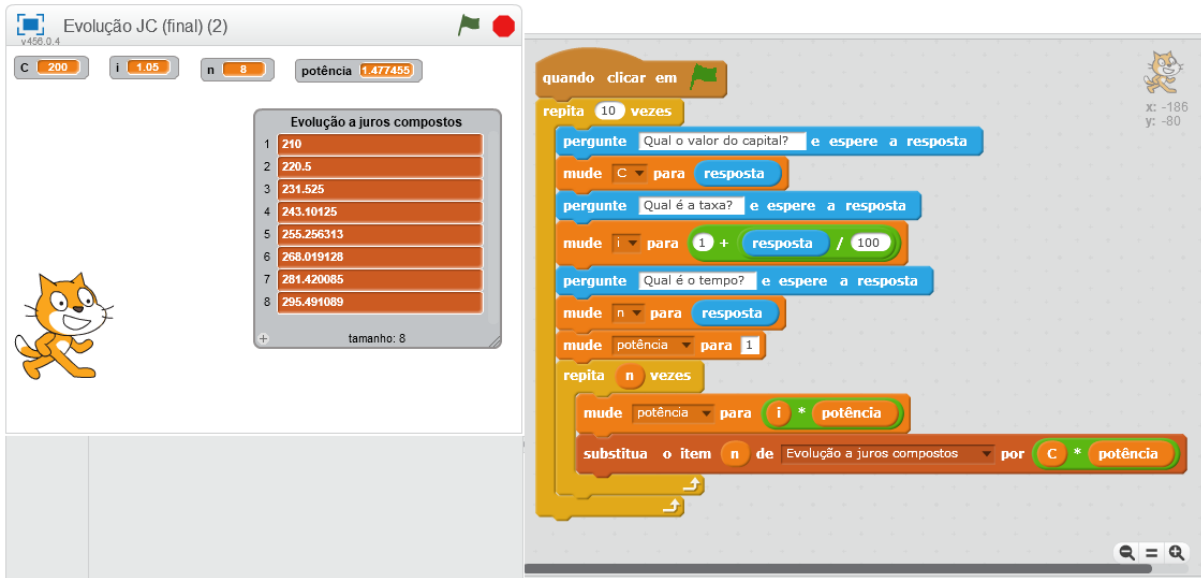 Evolução JC (final) (2)
v456.0.4
C 200 i 1.05 n 8 potência 1.477455
Evolução a juros compostos
1 210
2 220.5
3 231.525
4 243.10125
5 255.256313
6 268.019128
7 281.420085
8 295.491089
+ tamanho: 8
quando clicar em
repita 10 vezes
pergunte Qual o valor do capital? e espere a resposta
mude C para resposta
pergunte Qual é a taxa? e espere a resposta
mude i para 1 + resposta / 100
pergunte Qual é o tempo? e espere a resposta
mude n para resposta
mude potência para 1
repita n vezes
mude potência para i * potência
substitua o item n de Evolução a juros compostos por C * potência
x: -186
y: -80